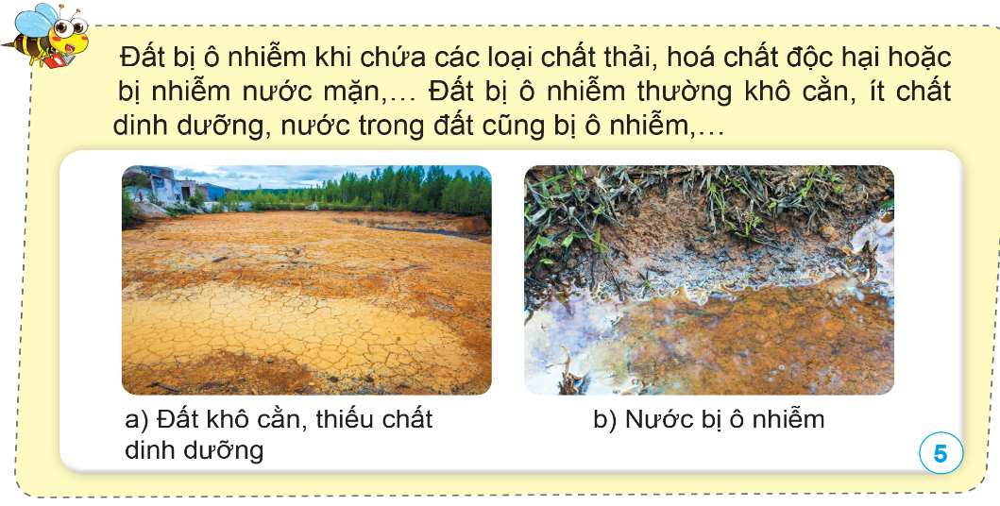 Đất bị ô nhiễm khi chứa các loại chất thải, hoá chất độc hại hoặc
bị nhiễm nước mặn,... Đất bị ô nhiễm thường khô cằn, ít chất
dinh dưỡng, nước trong đất cũng bị ô nhiễm,...
a) Đất khô cằn, thiếu chất
dinh dưỡng
b) Nước bị ô nhiễm
5